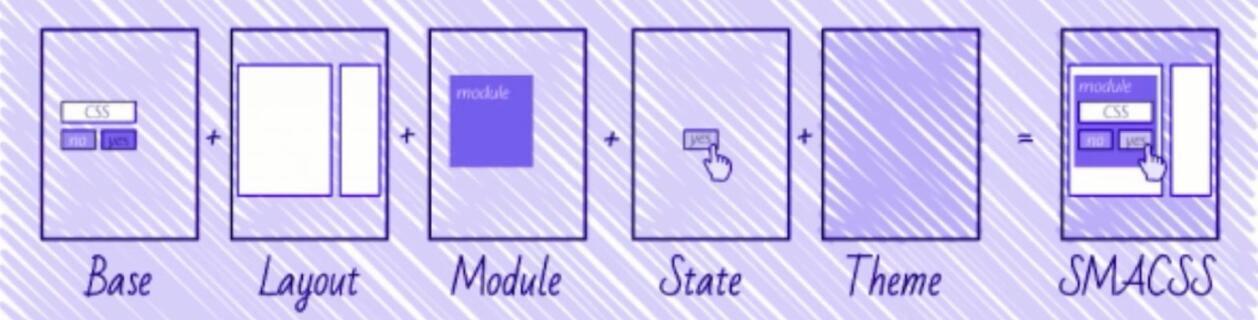 CSS
no yes
+
+
module
+
yes
+
=
module
CSS
no yes
Base Layout Module State Theme SMACSS